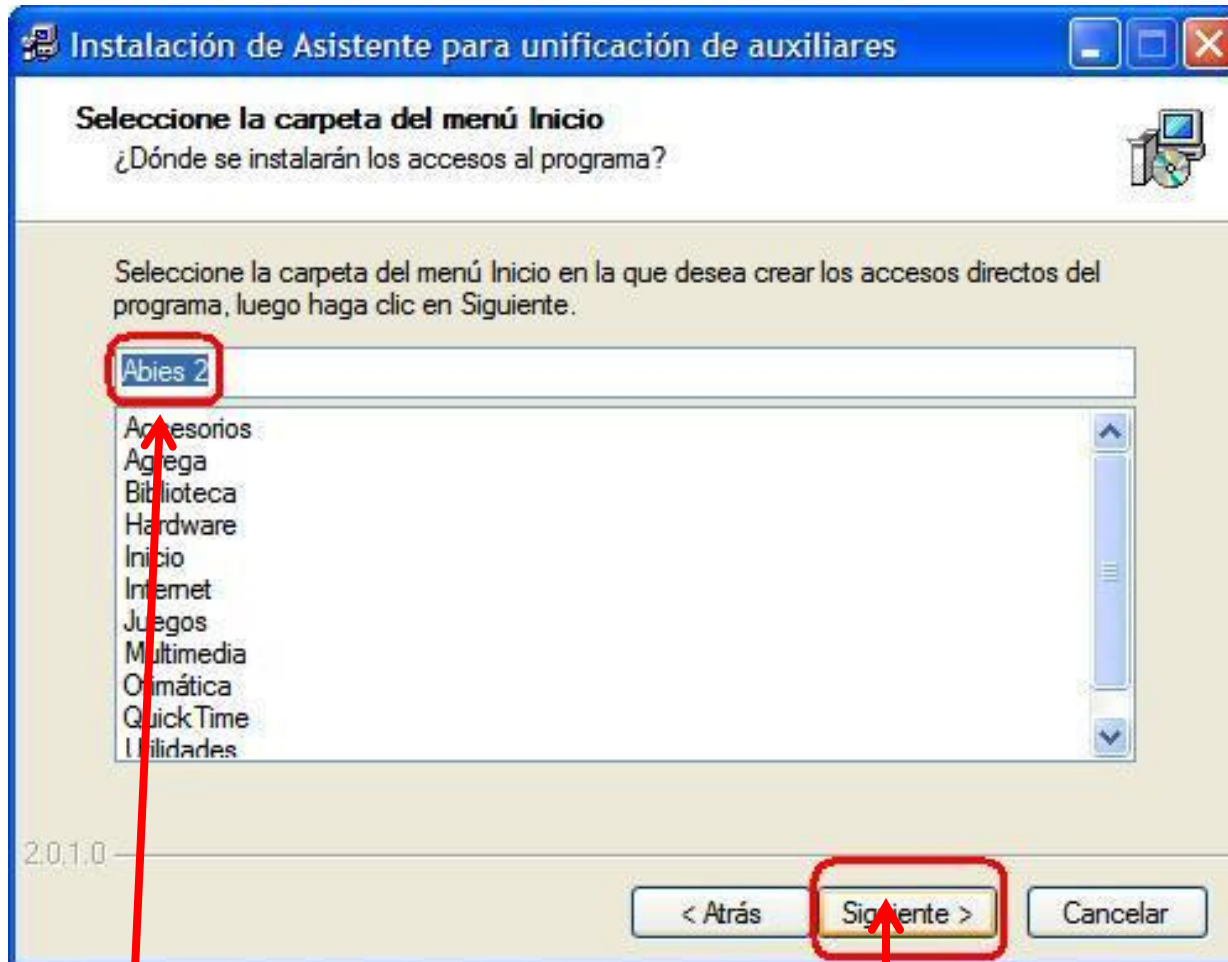 Instalación de Asistente para unificación de auxiliares
Seleccione la carpeta del menú Inicio
¿Dónde se instalarán los accesos al programa?
Seleccione la carpeta del menú Inicio en la que desea crear los accesos directos del
programa, luego haga clic en Siguiente.
Abies 2
Accesorios
Agrega
Biblioteca
Hardware
Inicio
Internet
Juegos
Multimedia
Ofimática
QuickTime
Utilidades
2.0.1.0
< Atrás Siguiente > Cancelar